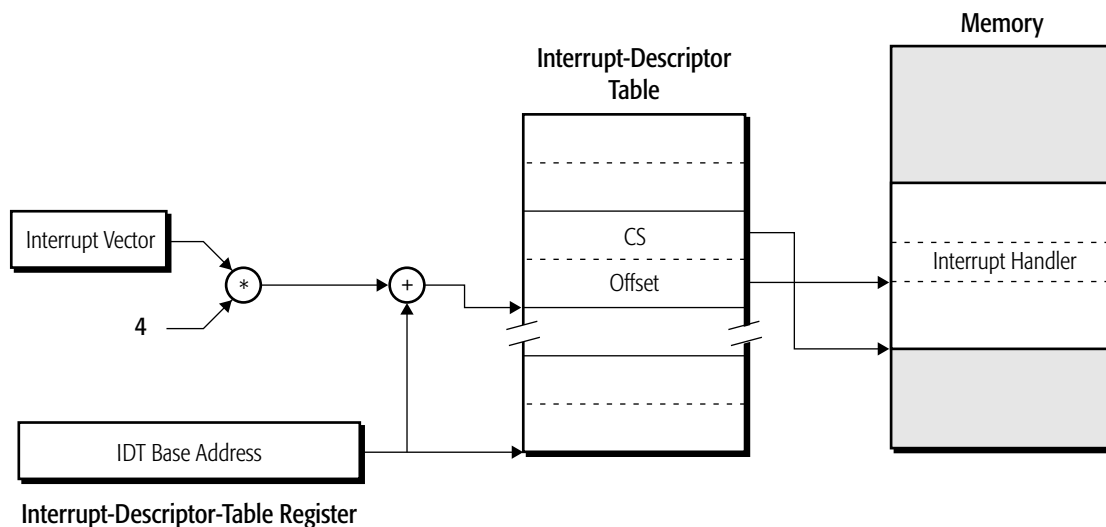 Memory
Interrupt-Descriptor
Table
Interrupt Vector
CS
*
+
Offset
Interrupt Handler
4
IDT Base Address
Interrupt-Descriptor-Table Register